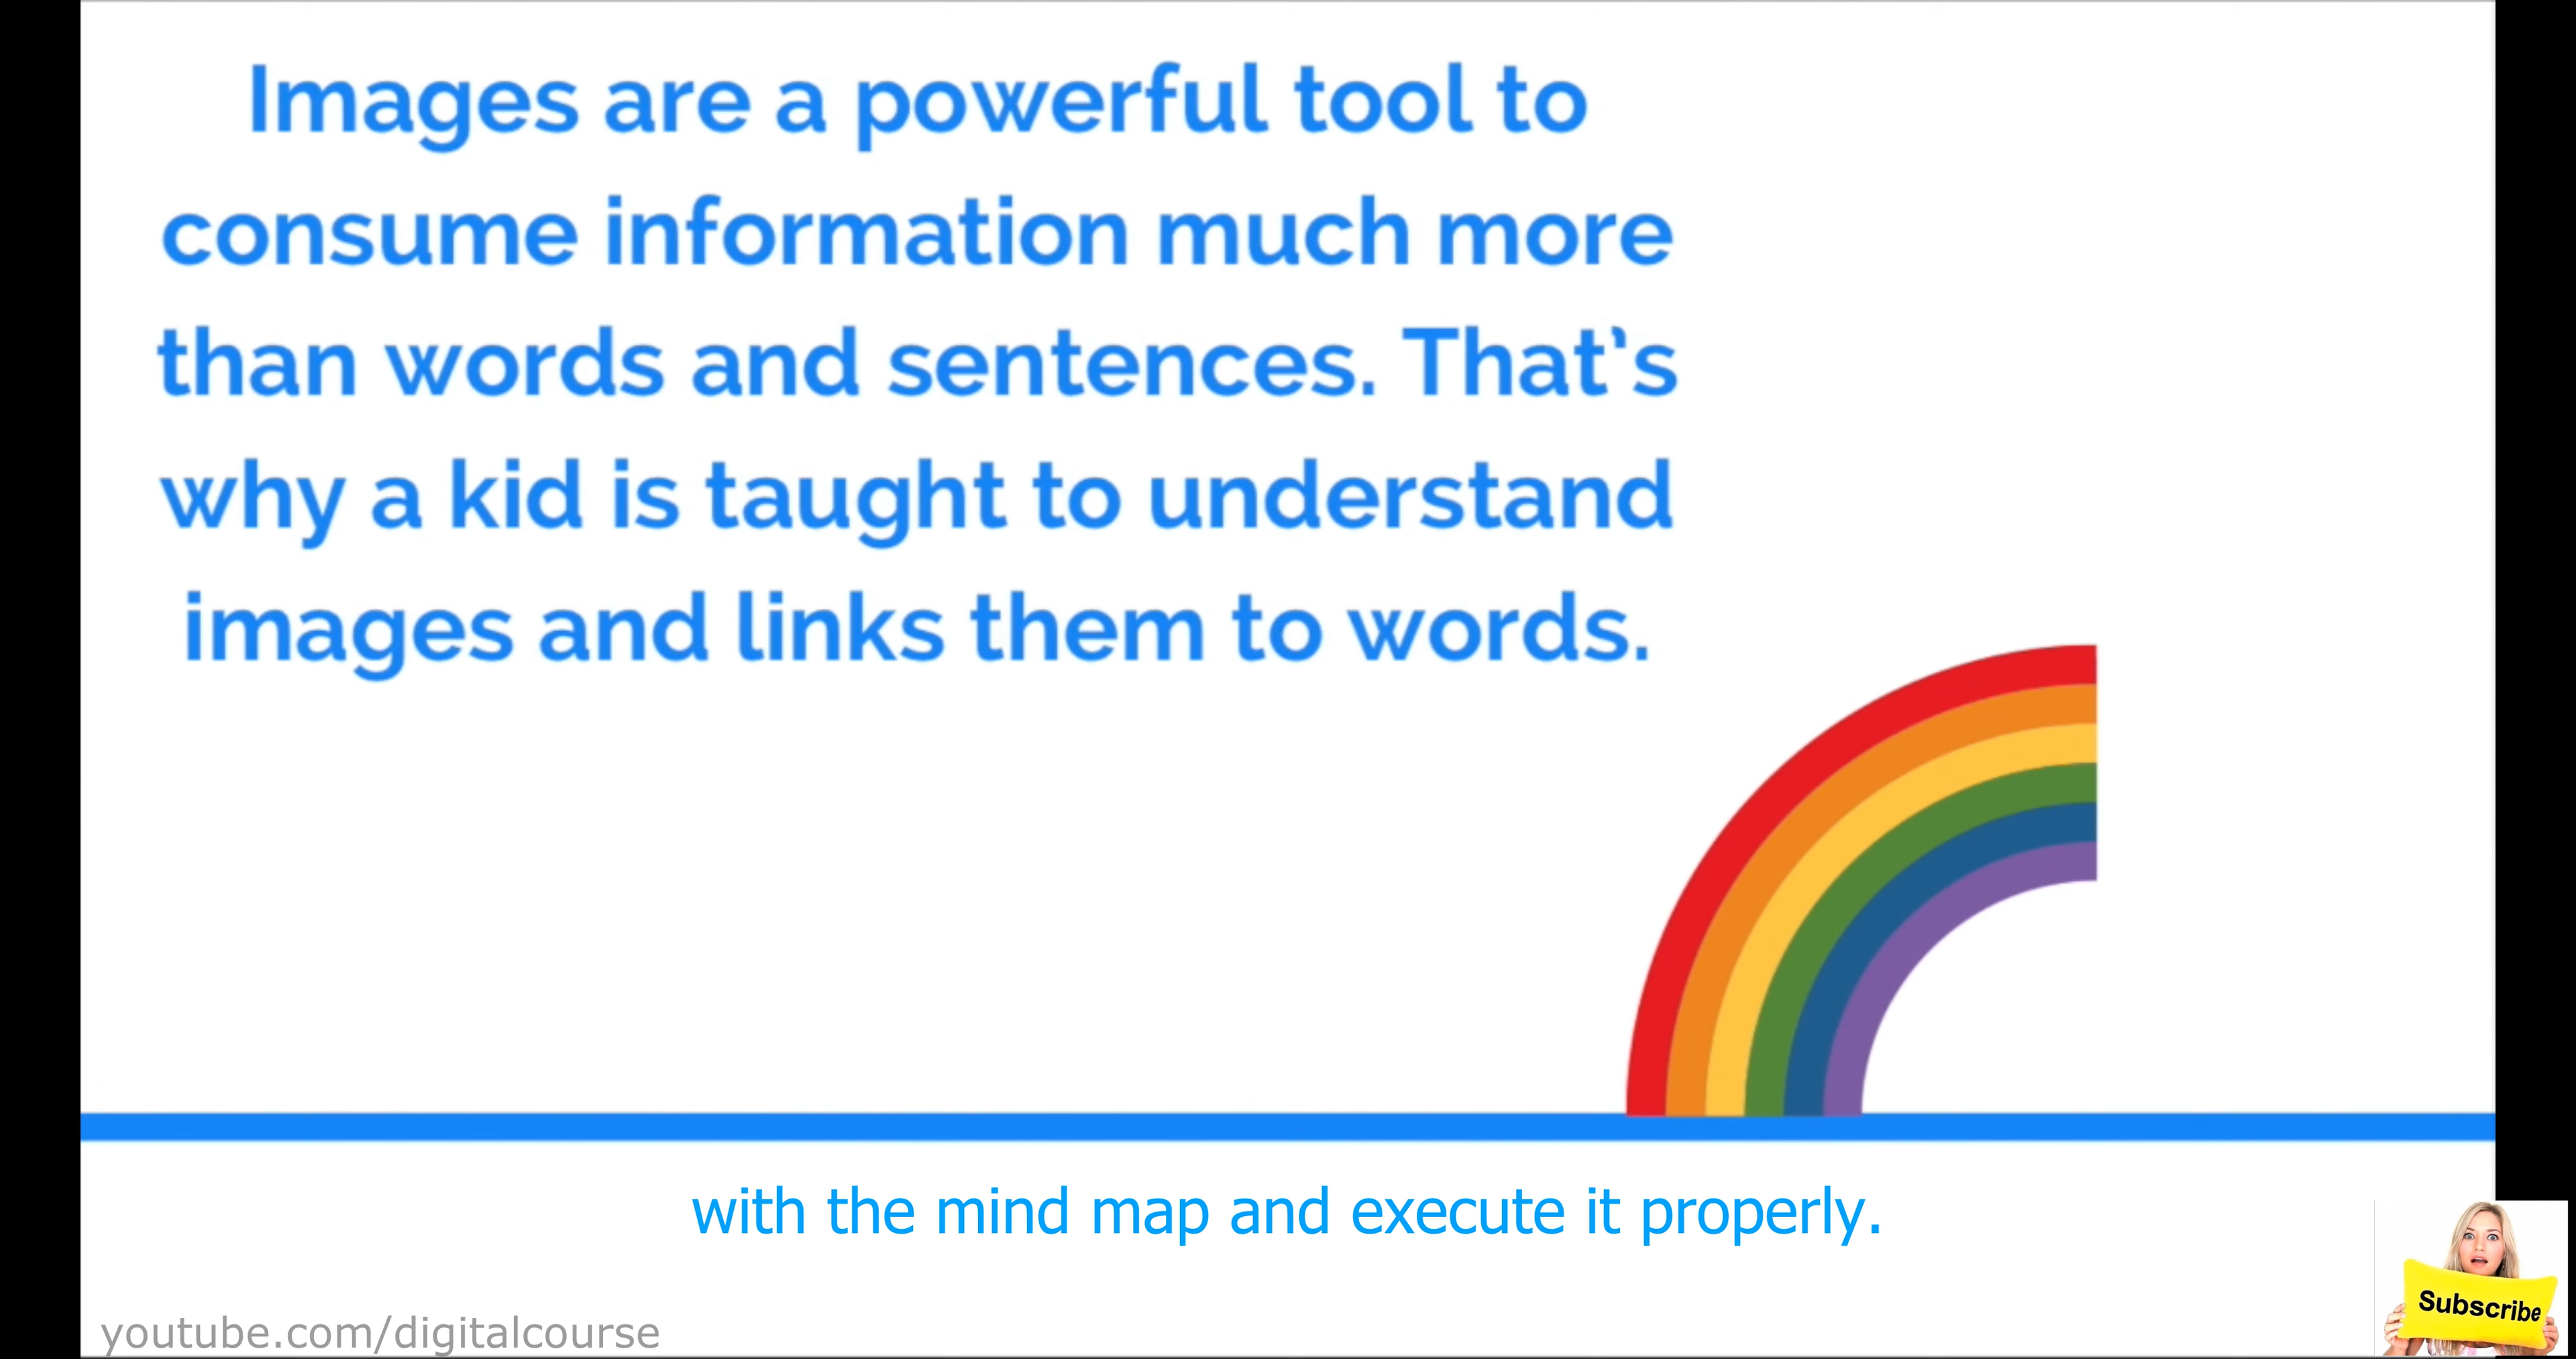 Images are a powerful tool to
consume information much more
than words and sentences. That’s
why a kid is taught to understand
images and links them to words.
with the mind map and execute it properly.
youtube.com/digitalcourse
Subscribe